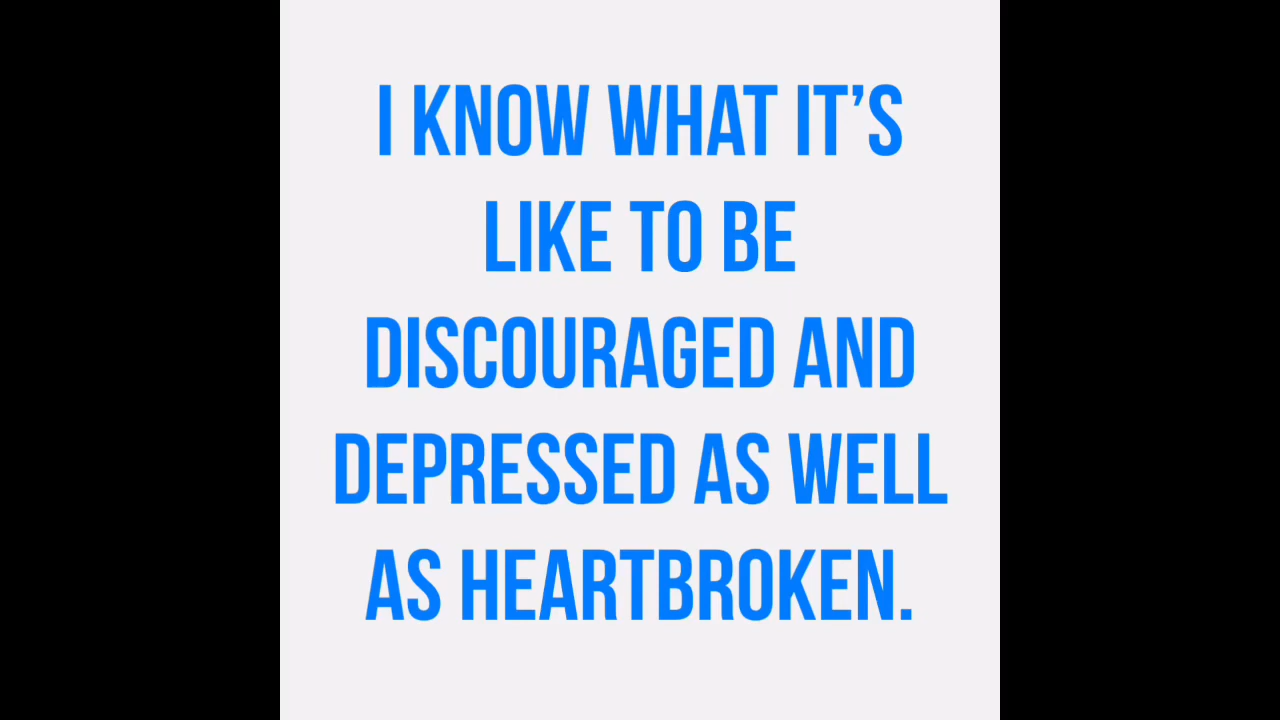 I KNOW WHAT IT’S
LIKE TO BE
DISCOURAGED AND
DEPRESSED AS WELL
AS HEARTBROKEN.